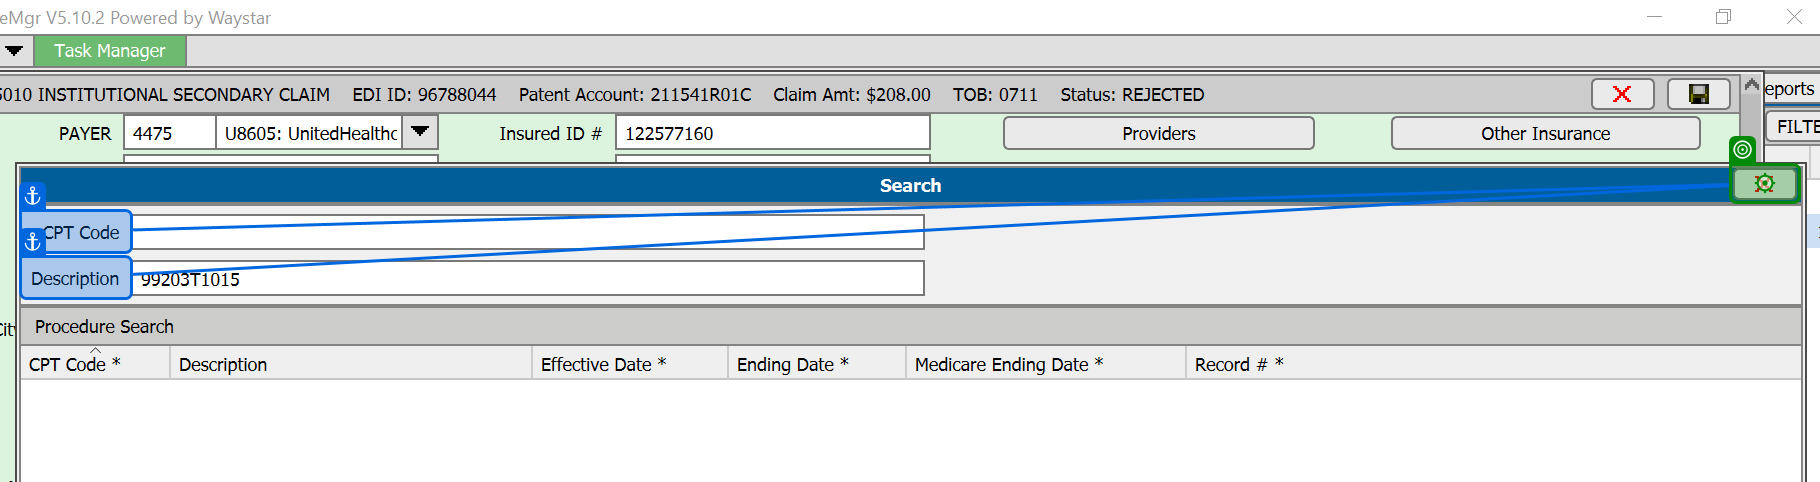 eMgr V5.10.2 Powered by Waystar
Task Manager
5010 INSTITUTIONAL SECONDARY CLAIM EDI ID: 96788044 Patent Account: 211541R01C Claim Amt: $208.00 TOB: 0711 Status: REJECTED
eports
PAYER 4475 U8605: UnitedHealthc Insured ID # 122577160 Providers Other Insurance
FILTE
Search
CPT Code
Description 99203T1015
Procedure Search
CPT Code * Description Effective Date * Ending Date * Medicare Ending Date * Record # *